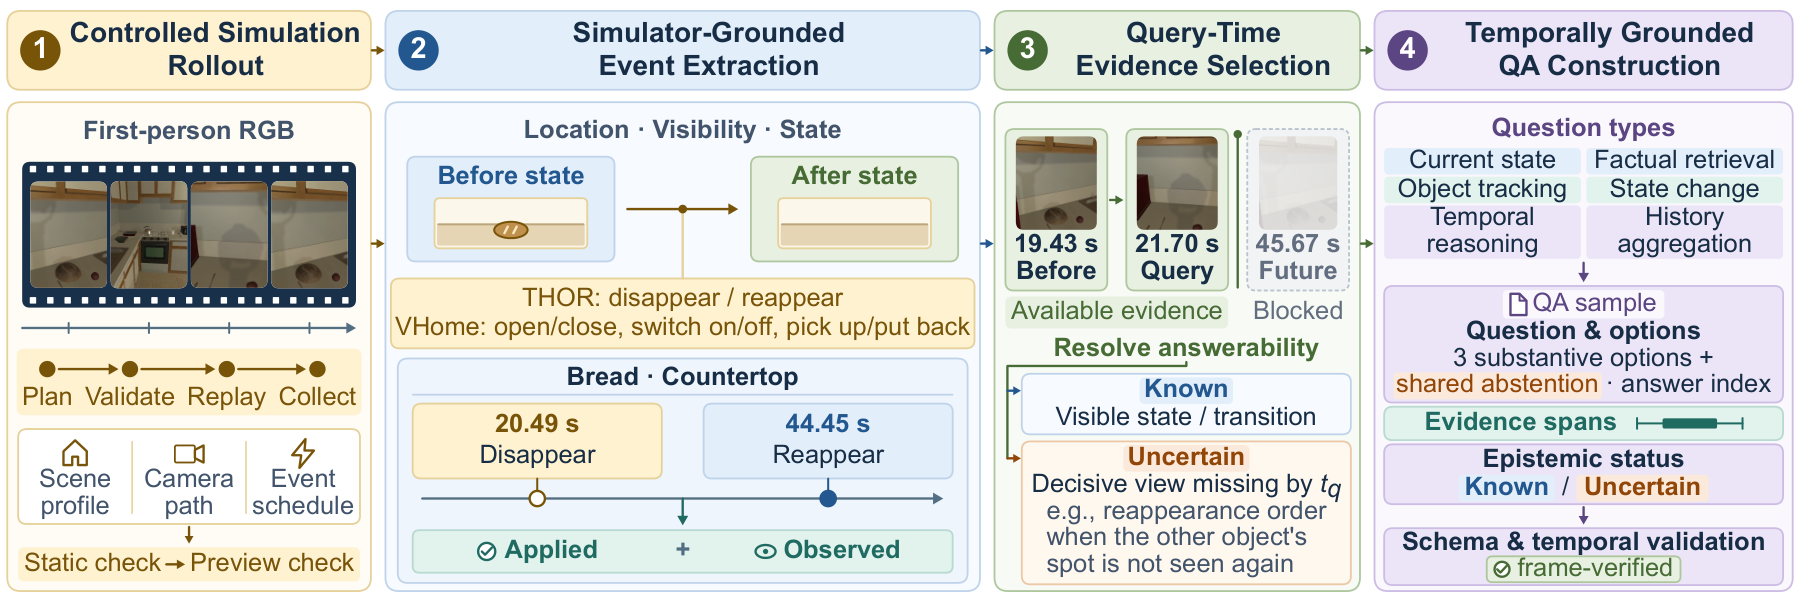 1 Controlled Simulation
Rollout
First-person RGB
Plan Validate Replay Collect
Scene
profile
Camera
path
Event
schedule
Static check Preview check
2 Simulator-Grounded
Event Extraction
Location · Visibility · State
Before state
After state
THOR: disappear / reappear
VHome: open/close, switch on/off, pick up/put back
Bread · Countertop
20.49 s
Disappear
44.45 s
Reappear
Applied + Observed
3 Query-Time
Evidence Selection
19.43 s
Before
21.70 s
Query
45.67 s
Future
Available evidence
Blocked
Resolve answerability
Known
Visible state / transition
Uncertain
Decisive view missing by tq
e.g., reappearance order
when the other object's
spot is not seen again
4 Temporally Grounded
QA Construction
Question types
Current state
Factual retrieval
Object tracking
State change
Temporal
reasoning
History
aggregation
QA sample
Question & options
3 substantive options +
shared abstention · answer index
Evidence spans
Epistemic status
Known / Uncertain
Schema & temporal validation
frame-verified